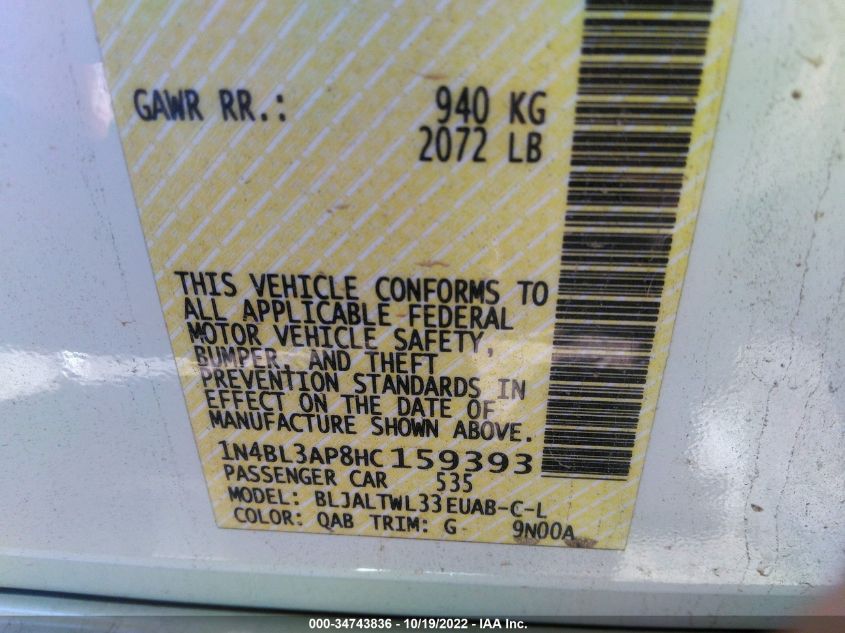 GAWR RR.: 940 KG
2072 LB
THIS VEHICLE CONFORMS TO
ALL APPLICABLE FEDERAL
MOTOR VEHICLE SAFETY,
BUMPER, AND THEFT
PREVENTION STANDARDS IN
EFFECT ON THE DATE OF
MANUFACTURE SHOWN ABOVE.
1N4BL3AP8HC159393
PASSENGER CAR 535
MODEL: BLJALTWL33EUAB-C-L
COLOR: QAB TRIM: G 9N00A
000-34743836 - 10/19/2022 - IAA Inc.